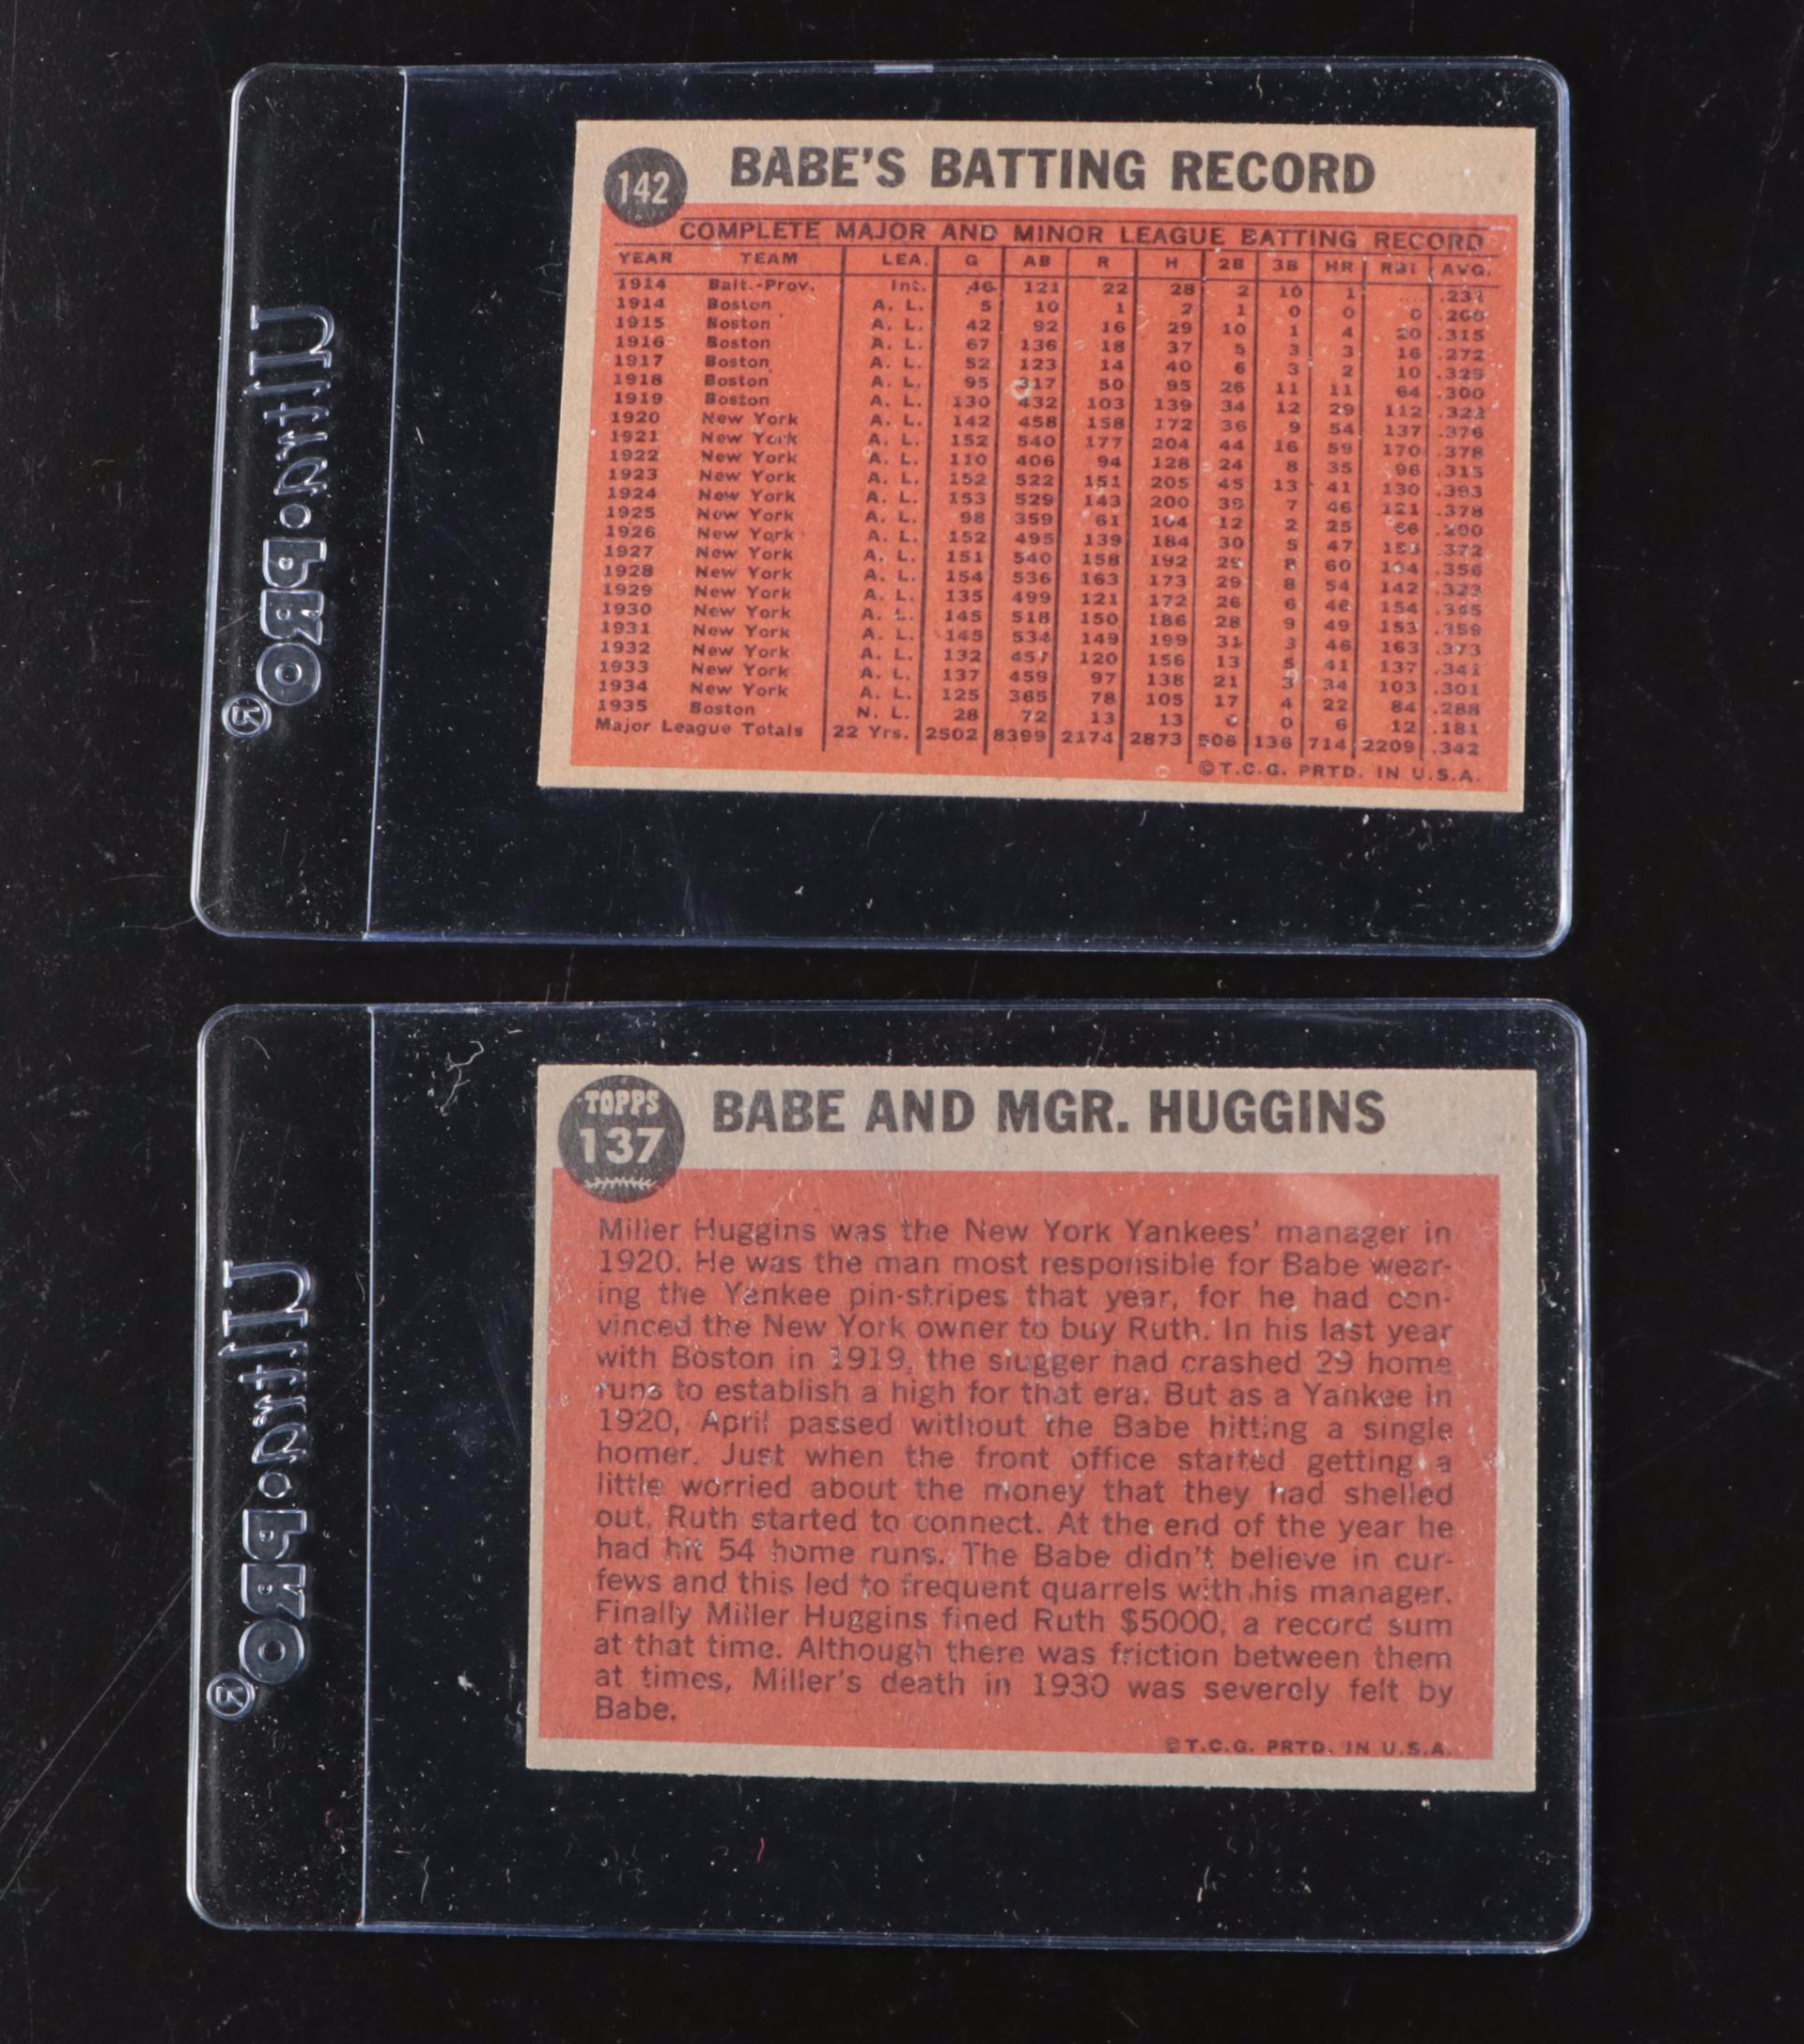 142
BABE'S BATTING RECORD
COMPLETE MAJOR AND MINOR LEAGUE BATTING RECORD
YEAR TEAM LEA. G AB R H 2B 3B HR RBI AVG.
1914 Balt.-Prov. Int. 46 121 22 28 2 10 1 .... .231
1914 Boston A. L. 5 10 1 2 1 0 0 0 .200
1915 Boston A. L. 42 92 16 29 10 1 4 20 .315
1916 Boston A. L. 67 136 18 37 5 3 3 16 .272
1917 Boston A. L. 52 123 14 40 6 3 2 10 .325
1918 Boston A. L. 95 317 50 95 26 11 11 64 .300
1919 Boston A. L. 130 432 103 139 34 12 29 112 .322
1920 New York A. L. 142 458 158 172 36 9 54 137 .376
1921 New York A. L. 152 540 177 204 44 16 59 170 .378
1922 New York A. L. 110 406 94 128 24 8 35 96 .315
1923 New York A. L. 152 522 151 205 45 13 41 130 .393
1924 New York A. L. 153 529 143 200 39 7 46 121 .378
1925 New York A. L. 98 359 61 104 12 2 25 66 .290
1926 New York A. L. 152 495 139 184 30 5 47 155 .372
1927 New York A. L. 151 540 158 192 29 8 60 164 .356
1928 New York A. L. 154 536 163 173 29 8 54 142 .323
1929 New York A. L. 135 499 121 172 26 6 46 154 .345
1930 New York A. L. 145 518 150 186 28 9 49 153 .359
1931 New York A. L. 145 534 149 199 31 3 46 163 .373
1932 New York A. L. 132 457 120 156 13 5 41 137 .341
1933 New York A. L. 137 459 97 138 21 3 34 103 .301
1934 New York A. L. 125 365 78 105 17 4 22 84 .288
1935 Boston N. L. 28 72 13 13 0 0 6 12 .181
Major League Totals 22 Yrs. 2502 8399 2174 2873 506 136 714 2209 .342
©T.C.G. PRTD. IN U.S.A.
Ultra·PRO®
TOPPS
137
BABE AND MGR. HUGGINS
Miller Huggins was the New York Yankees' manager in
1920. He was the man most responsible for Babe wear-
ing the Yankee pin-stripes that year, for he had con-
vinced the New York owner to buy Ruth. In his last year
with Boston in 1919, the slugger had crashed 29 home
runs to establish a high for that era. But as a Yankee in
1920, April passed without the Babe hitting a single
homer. Just when the front office started getting a
little worried about the money that they had shelled
out, Ruth started to connect. At the end of the year he
had hit 54 home runs. The Babe didn't believe in cur-
fews and this led to frequent quarrels with his manager.
Finally Miller Huggins fined Ruth $5000, a record sum
at that time. Although there was friction between them
at times, Miller's death in 1930 was severely felt by
Babe.
©T.C.G. PRTD. IN U.S.A.
Ultra·PRO®